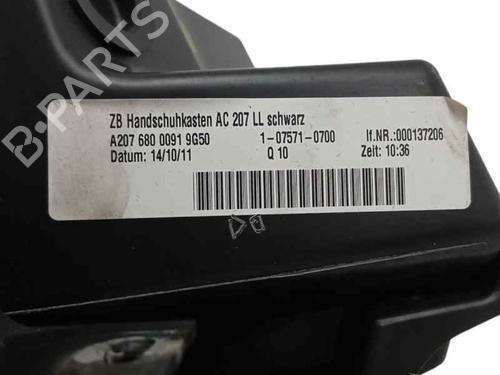 ZB Handschuhkasten AC 207 LL schwarz
A207 680 0091 9G50 1-07571-0700 lf.NR.:000137206
Datum: 14/10/11 Q 10 Zeit: 10:36
B-PARTS